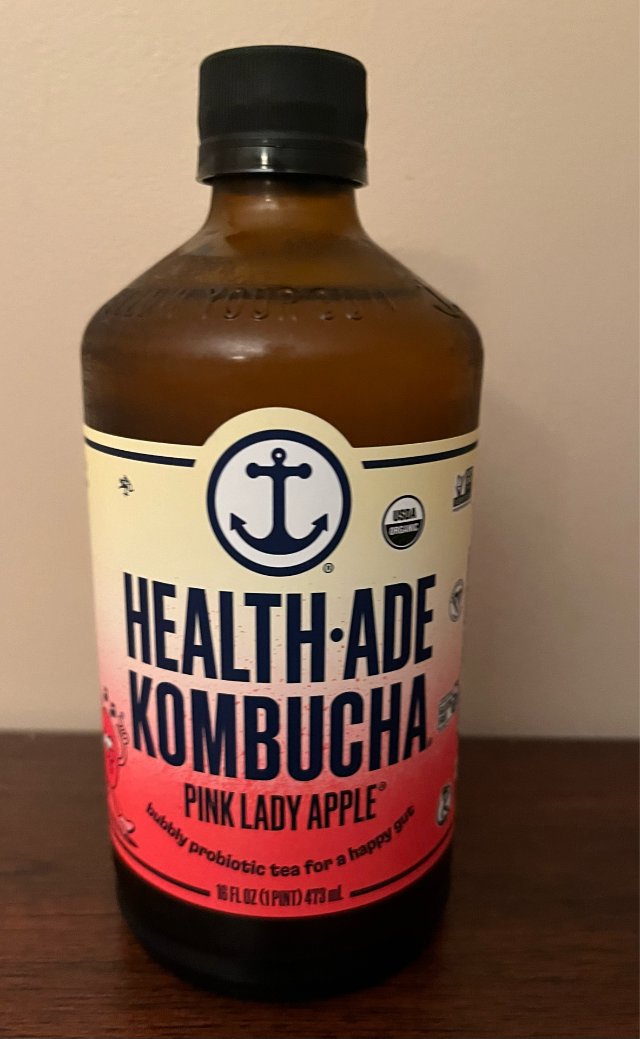 USDA
ORGANIC
®
HEALTH·ADE
KOMBUCHA
PINK LADY APPLE®
bubbly probiotic tea for a happy gut
16 FL OZ (1 PINT) 473 mL